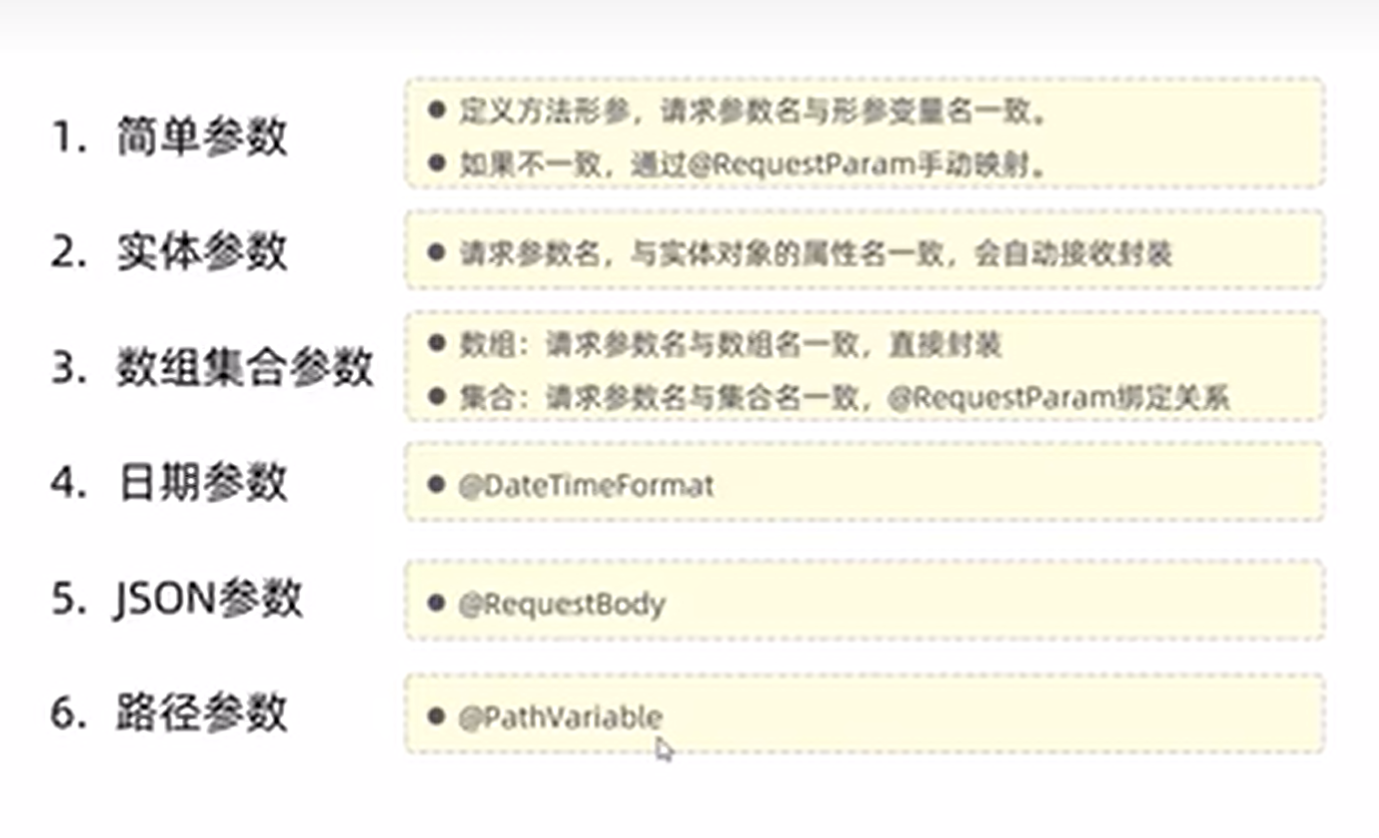 1. 简单参数
● 定义方法形参，请求参数名与形参变量名一致。
● 如果不一致，通过@RequestParam手动映射。
2. 实体参数
● 请求参数名，与实体对象的属性名一致，会自动接收封装
3. 数组集合参数
● 数组：请求参数名与数组名一致，直接封装
● 集合：请求参数名与集合名一致，@RequestParam绑定关系
4. 日期参数
● @DateTimeFormat
5. JSON参数
● @RequestBody
6. 路径参数
● @PathVariable